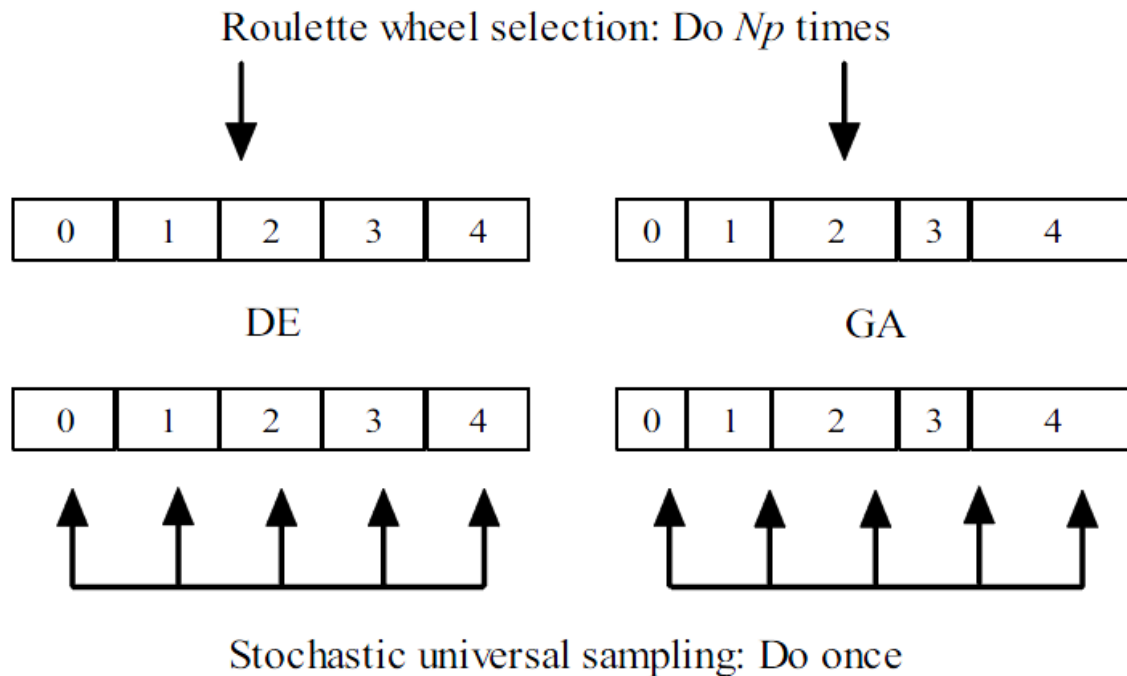 Roulette wheel selection: Do Np times
0 1 2 3 4
0 1 2 3 4
DE
GA
0 1 2 3 4
0 1 2 3 4
Stochastic universal sampling: Do once